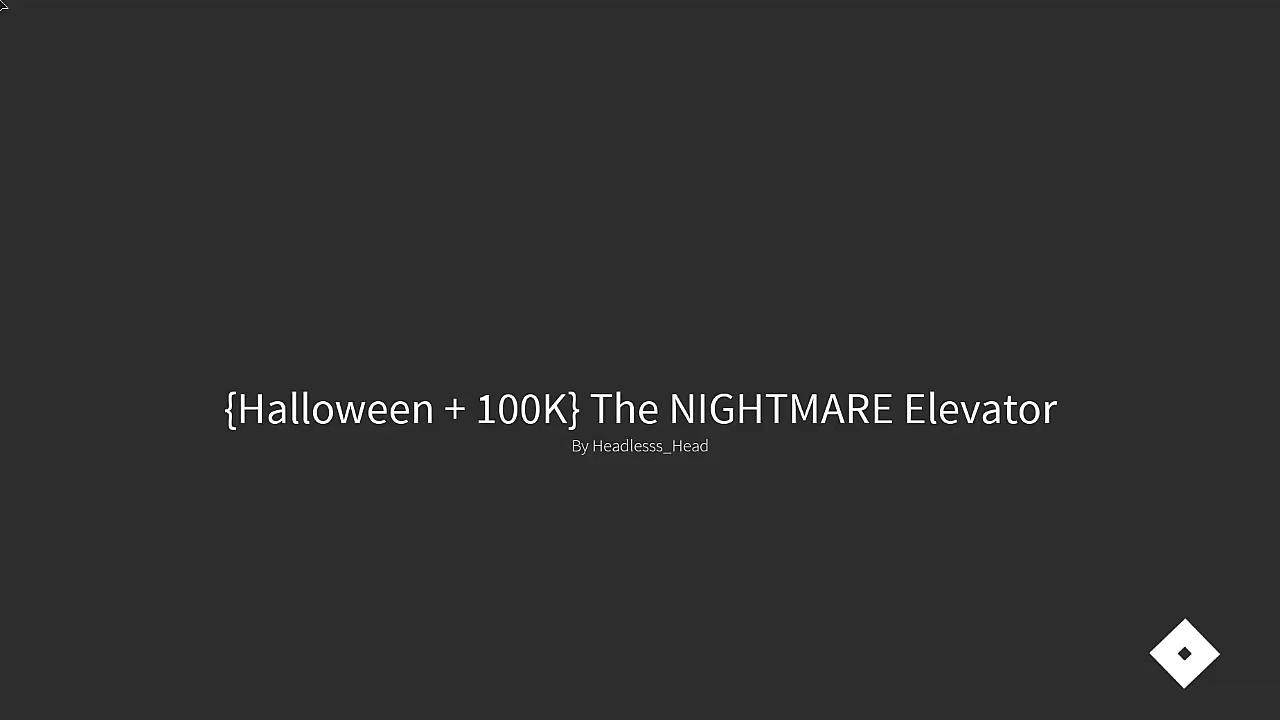 {Halloween + 100K} The NIGHTMARE Elevator
By Headlesss_Head